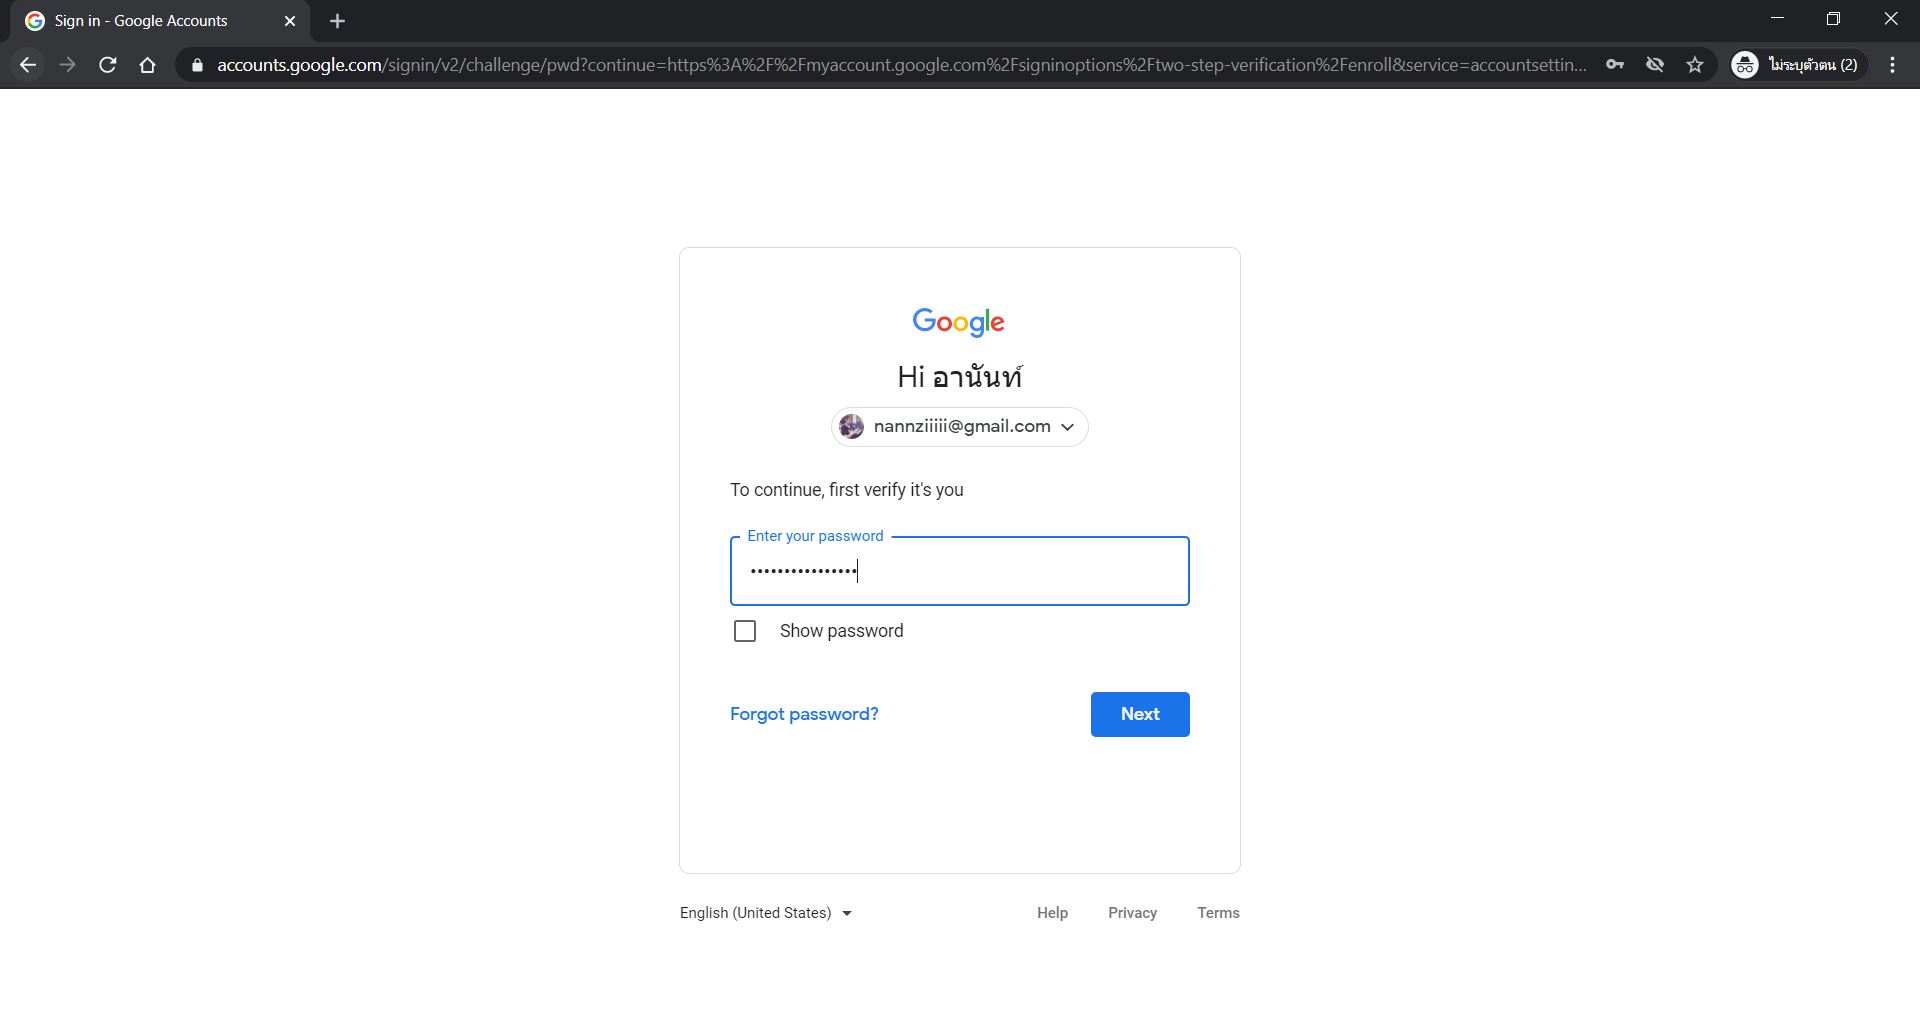 Sign in - Google Accounts
accounts.google.com/signin/v2/challenge/pwd?continue=https%3A%2F%2Fmyaccount.google.com%2Fsigninoptions%2Ftwo-step-verification%2Fenroll&service=accountsettin...
ไม่ระบุตัวตน (2)
Google
Hi อานันท์
nannziiiii@gmail.com
To continue, first verify it's you
Enter your password
••••••••••••••••
Show password
Forgot password?
Next
English (United States)
Help
Privacy
Terms